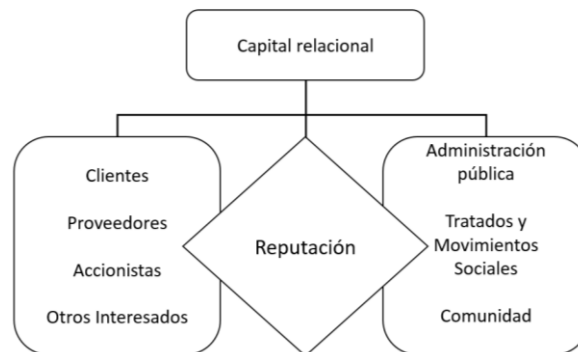 Capital relacional
Clientes
Proveedores
Accionistas
Otros Interesados
Reputación
Administración
pública
Tratados y
Movimientos
Sociales
Comunidad